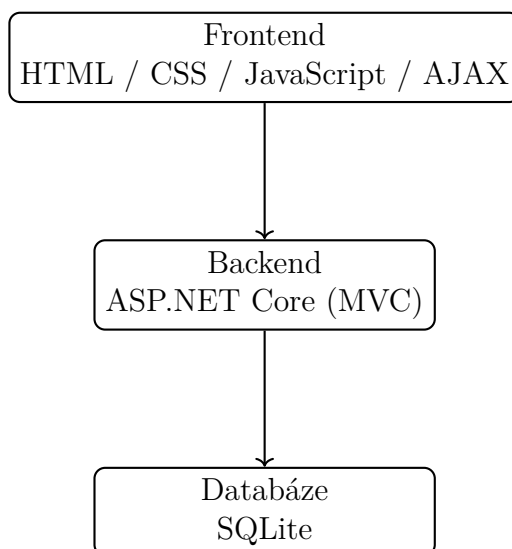 Frontend
HTML / CSS / JavaScript / AJAX
Backend
ASP.NET Core (MVC)
Databáze
SQLite